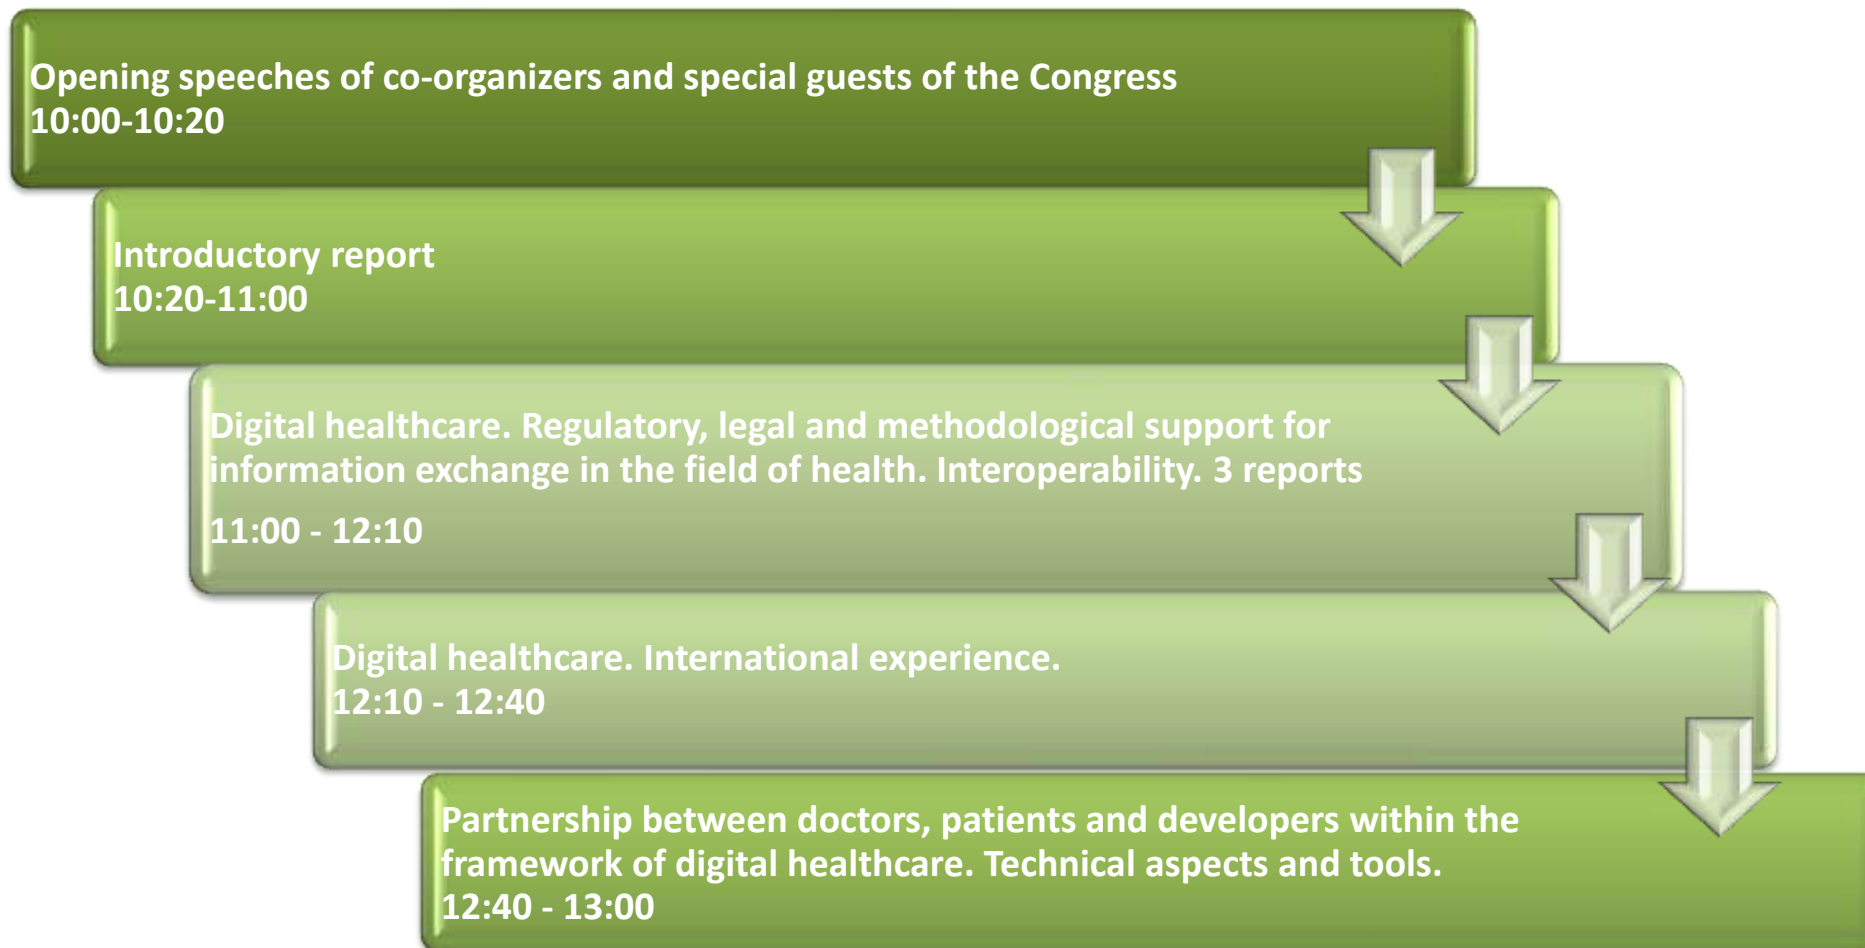 Opening speeches of co-organizers and special guests of the Congress
10:00-10:20
Introductory report
10:20-11:00
Digital healthcare. Regulatory, legal and methodological support for
information exchange in the field of health. Interoperability. 3 reports
11:00 - 12:10
Digital healthcare. International experience.
12:10 - 12:40
Partnership between doctors, patients and developers within the
framework of digital healthcare. Technical aspects and tools.
12:40 - 13:00